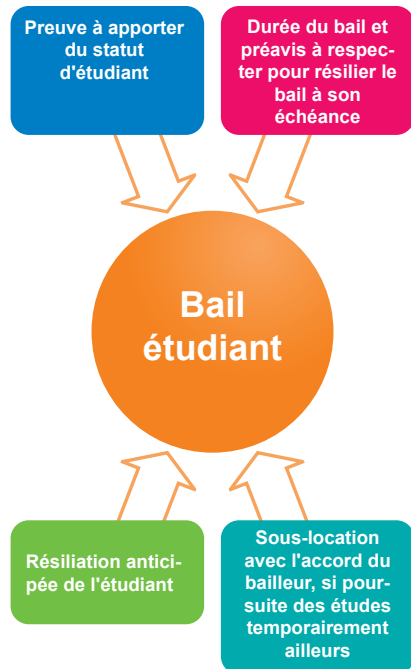 Preuve à apporter
du statut
d'étudiant
Durée du bail et
préavis à respec-
ter pour résilier le
bail à son
échéance
Bail
étudiant
Résiliation antici-
pée de l'étudiant
Sous-location
avec l'accord du
bailleur, si pour-
suite des études
temporairement
ailleurs